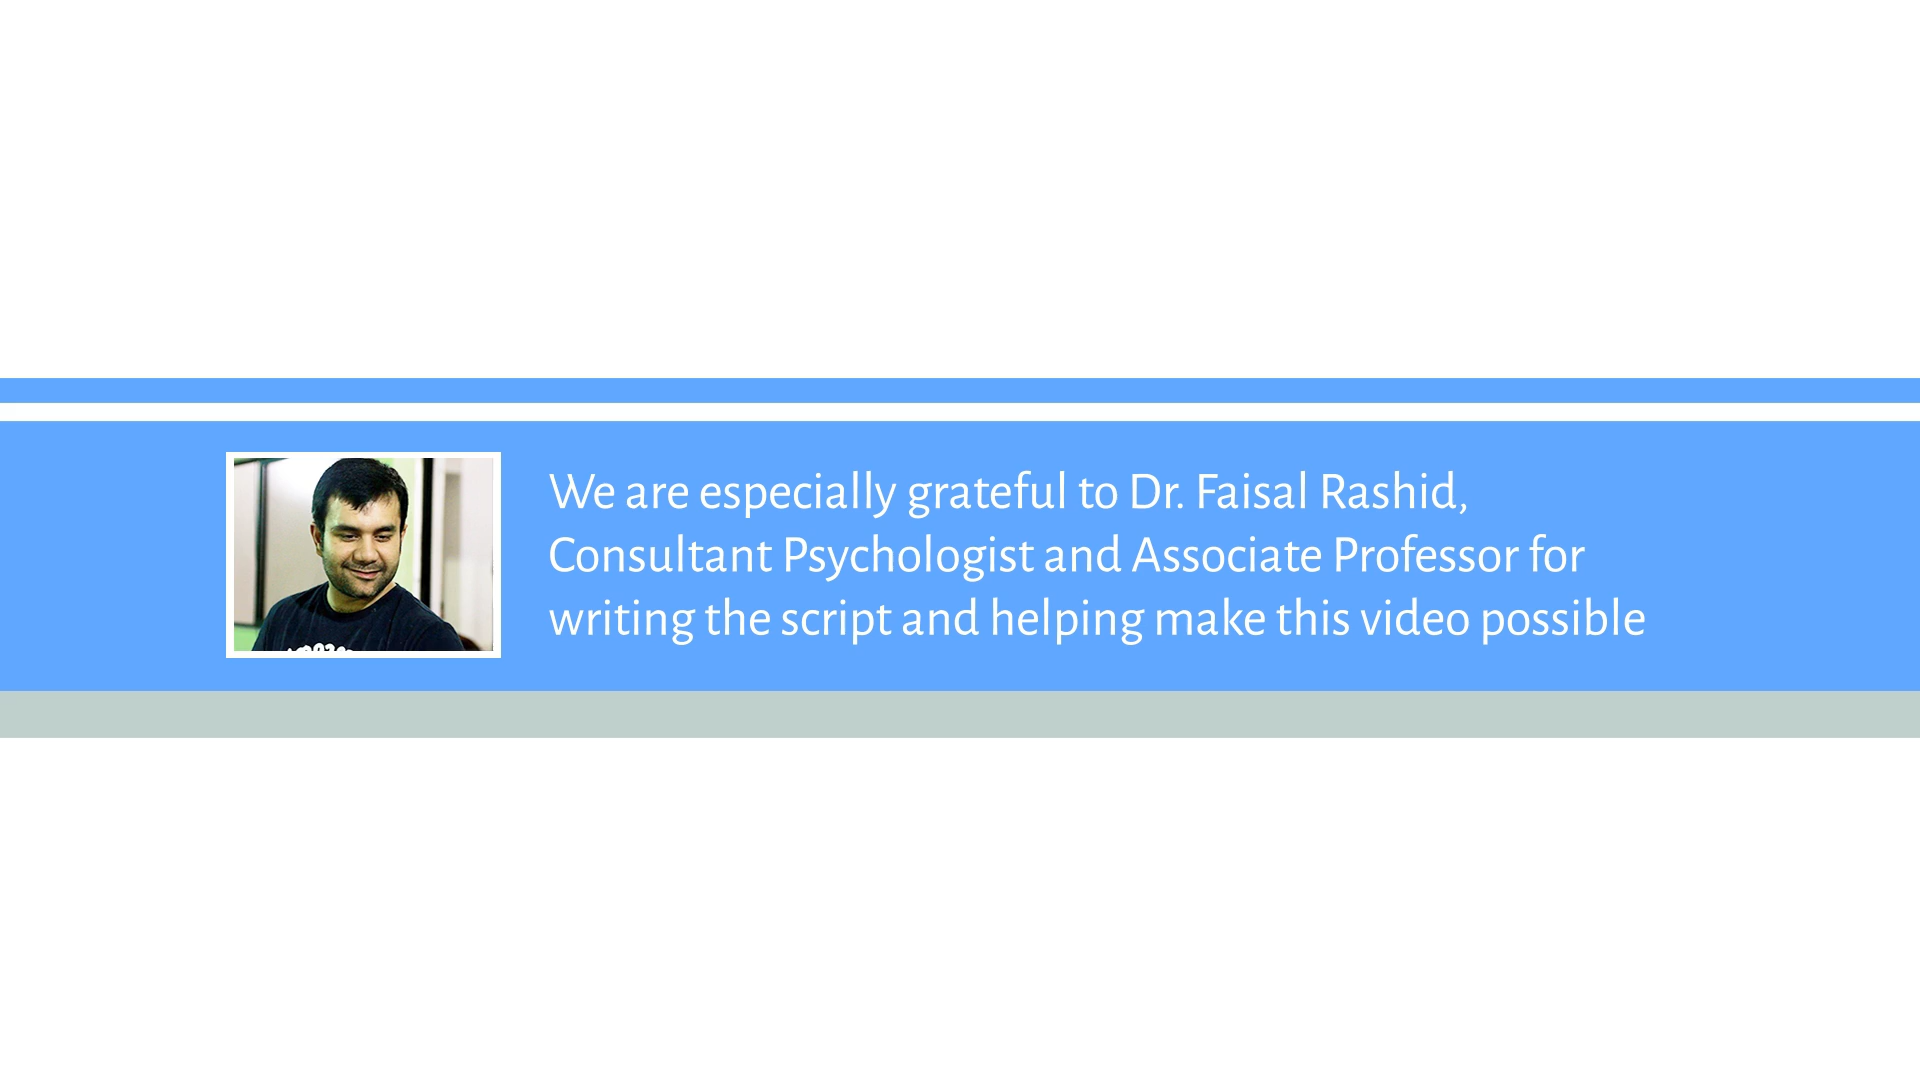 We are especially grateful to Dr. Faisal Rashid,
Consultant Psychologist and Associate Professor for
writing the script and helping make this video possible